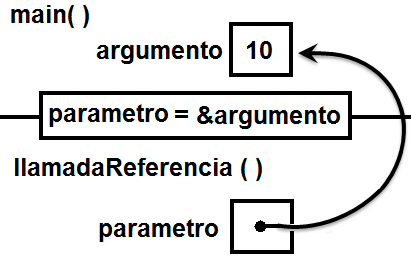 main( )
argumento 10
parametro = &argumento
llamadaReferencia ( )
parametro